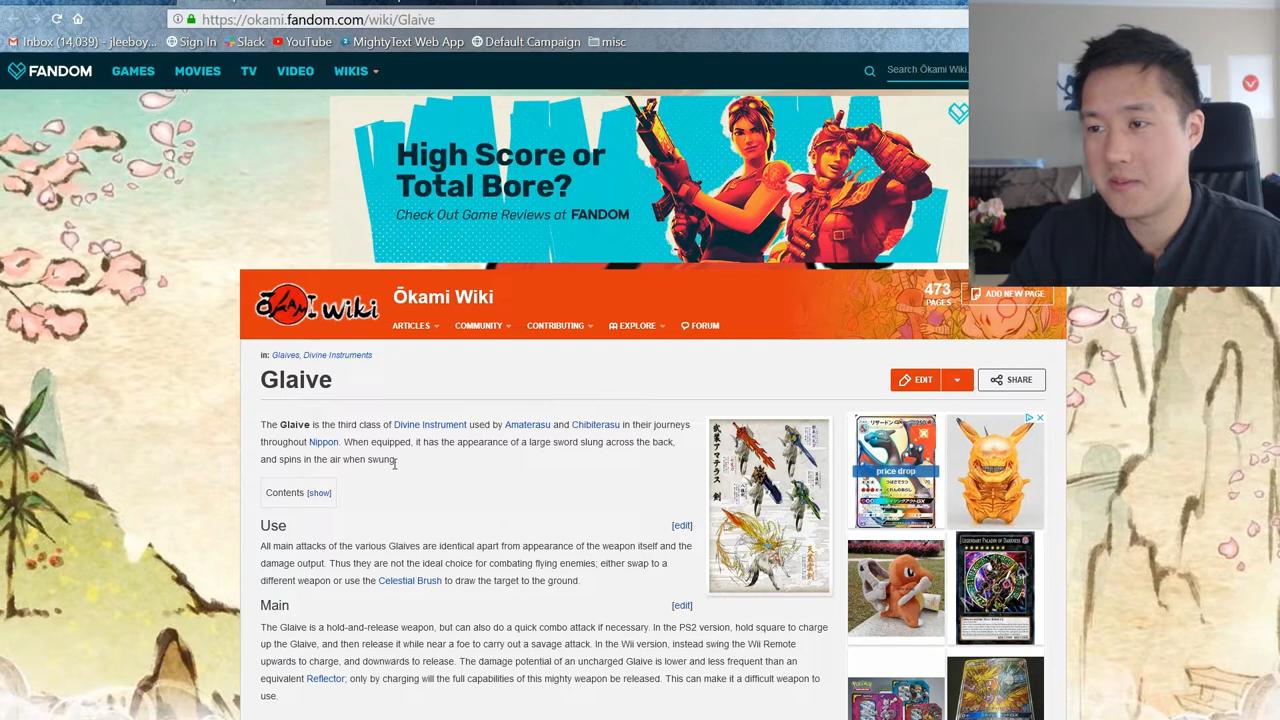 https://okami.fandom.com/wiki/Glaive
Inbox (14,039) - jleeboy... Sign In Slack YouTube MightyText Web App Default Campaign misc
FANDOM GAMES MOVIES TV VIDEO WIKIS Search Ōkami Wiki
High Score or
Total Bore?
Check Out Game Reviews at FANDOM
ŌKAMI wiki
Ōkami Wiki
473
PAGES
ADD NEW PAGE
ARTICLES COMMUNITY CONTRIBUTING EXPLORE FORUM
in: Glaives, Divine Instruments
Glaive
EDIT SHARE
The Glaive is the third class of Divine Instrument used by Amaterasu and Chibiterasu in their journeys
throughout Nippon. When equipped, it has the appearance of a large sword slung across the back,
and spins in the air when swung.
Contents [show]
Use [edit]
of the various Glaives are identical apart from appearance of the weapon itself and the
output. Thus they are not the ideal choice for combating flying enemies; either swap to a
different weapon or use the Celestial Brush to draw the target to the ground.
Main [edit]
hold-and-release weapon, but can also do a quick combo attack if necessary. In the PS2 version, hold square to charge
and then release it while near a foe to carry out a savage attack. In the Wii version, instead swing the Wii Remote
upwards to charge and downwards to release. The damage potential of an uncharged Glaive is lower and less frequent than an
equivalent Reflector; only by charging will the full capabilities of this mighty weapon be released. This can make it a difficult weapon to
use.
リザードン
price drop